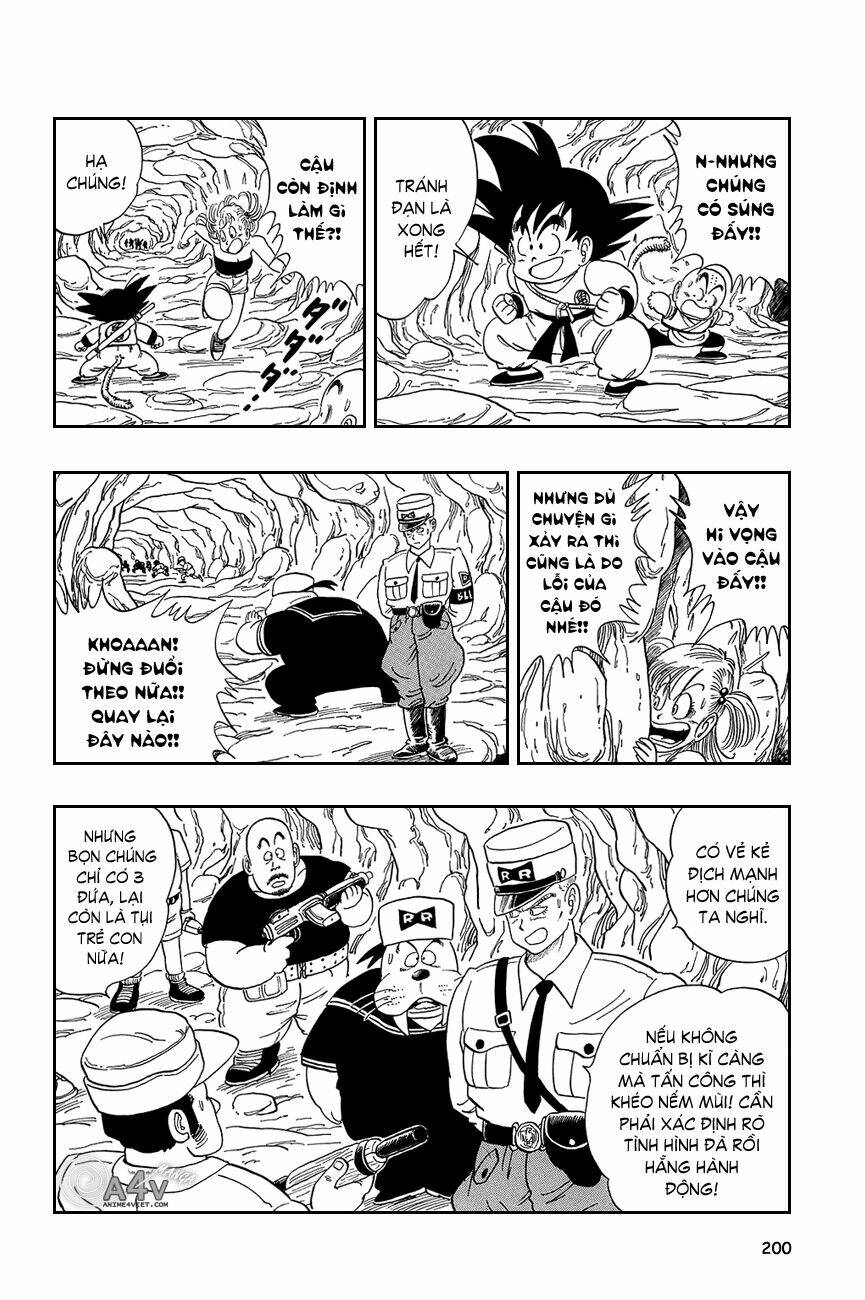 HẠ
CHÚNG!
CẬU
CÒN ĐỊNH
LÀM GÌ
THẾ?!
ダダダ...
TRÁNH
ĐẠN LÀ
XONG
HẾT!
N-NHƯNG
CHÚNG
CÓ SÚNG
ĐẤY!!
KHOAAAN!
ĐỪNG ĐUỔI
THEO NỮA!!
QUAY LẠI
ĐÂY NÀO!!
NHƯNG DÙ
CHUYỆN GÌ
XẢY RA THÌ
CŨNG LÀ DO
LỖI CỦA
CẬU ĐÓ
NHÉ!!
VẬY
HI VỌNG
VÀO CẬU
ĐẤY!!
NHƯNG
BỌN CHÚNG
CHỈ CÓ 3
ĐỨA, LẠI
CÒN LÀ TỤI
TRẺ CON
NỮA!
RR
RR
CÓ VẺ KẺ
ĐỊCH MẠNH
HƠN CHÚNG
TA NGHĨ.
NẾU KHÔNG
CHUẨN BỊ KĨ CÀNG
MÀ TẤN CÔNG THÌ
KHÉO NẾM MÙI! CẦN
PHẢI XÁC ĐỊNH RÕ
TÌNH HÌNH ĐÃ RỒI
HẴNG HÀNH
ĐỘNG!
MANGA
A4V
ANIME4VIET.COM
200